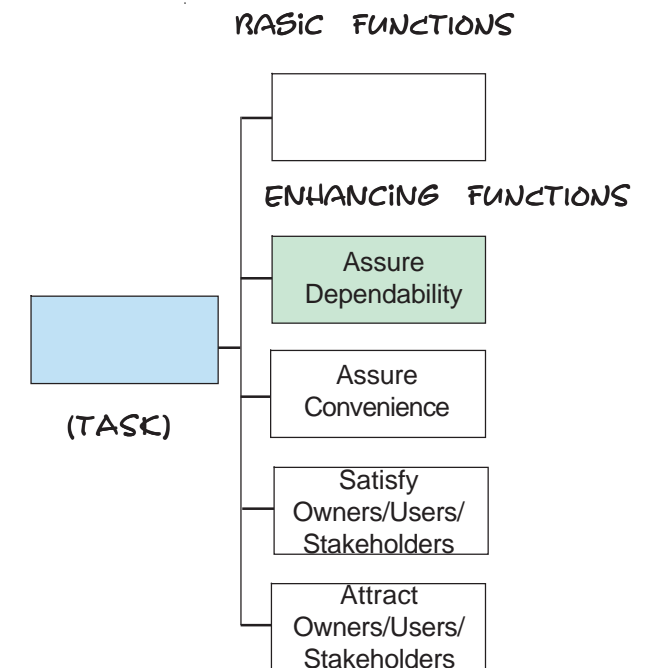 BASiC FUNCTIONS
ENHANCiNG FUNCTIONS
Assure
Dependability
Assure
Convenience
(TASK)
Satisfy
Owners/Users/
Stakeholders
Attract
Owners/Users/
Stakeholders